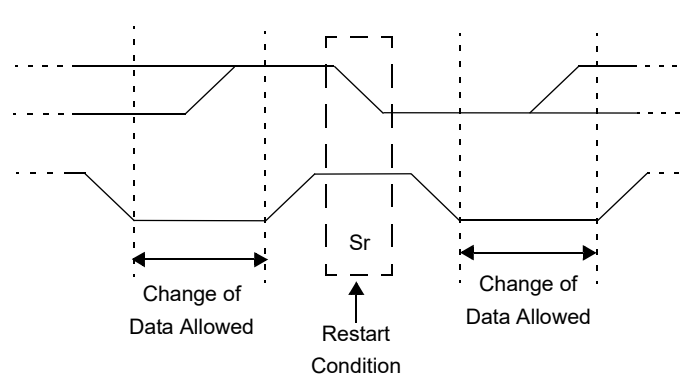 Sr
Change of
Data Allowed
Restart
Condition
Change of
Data Allowed